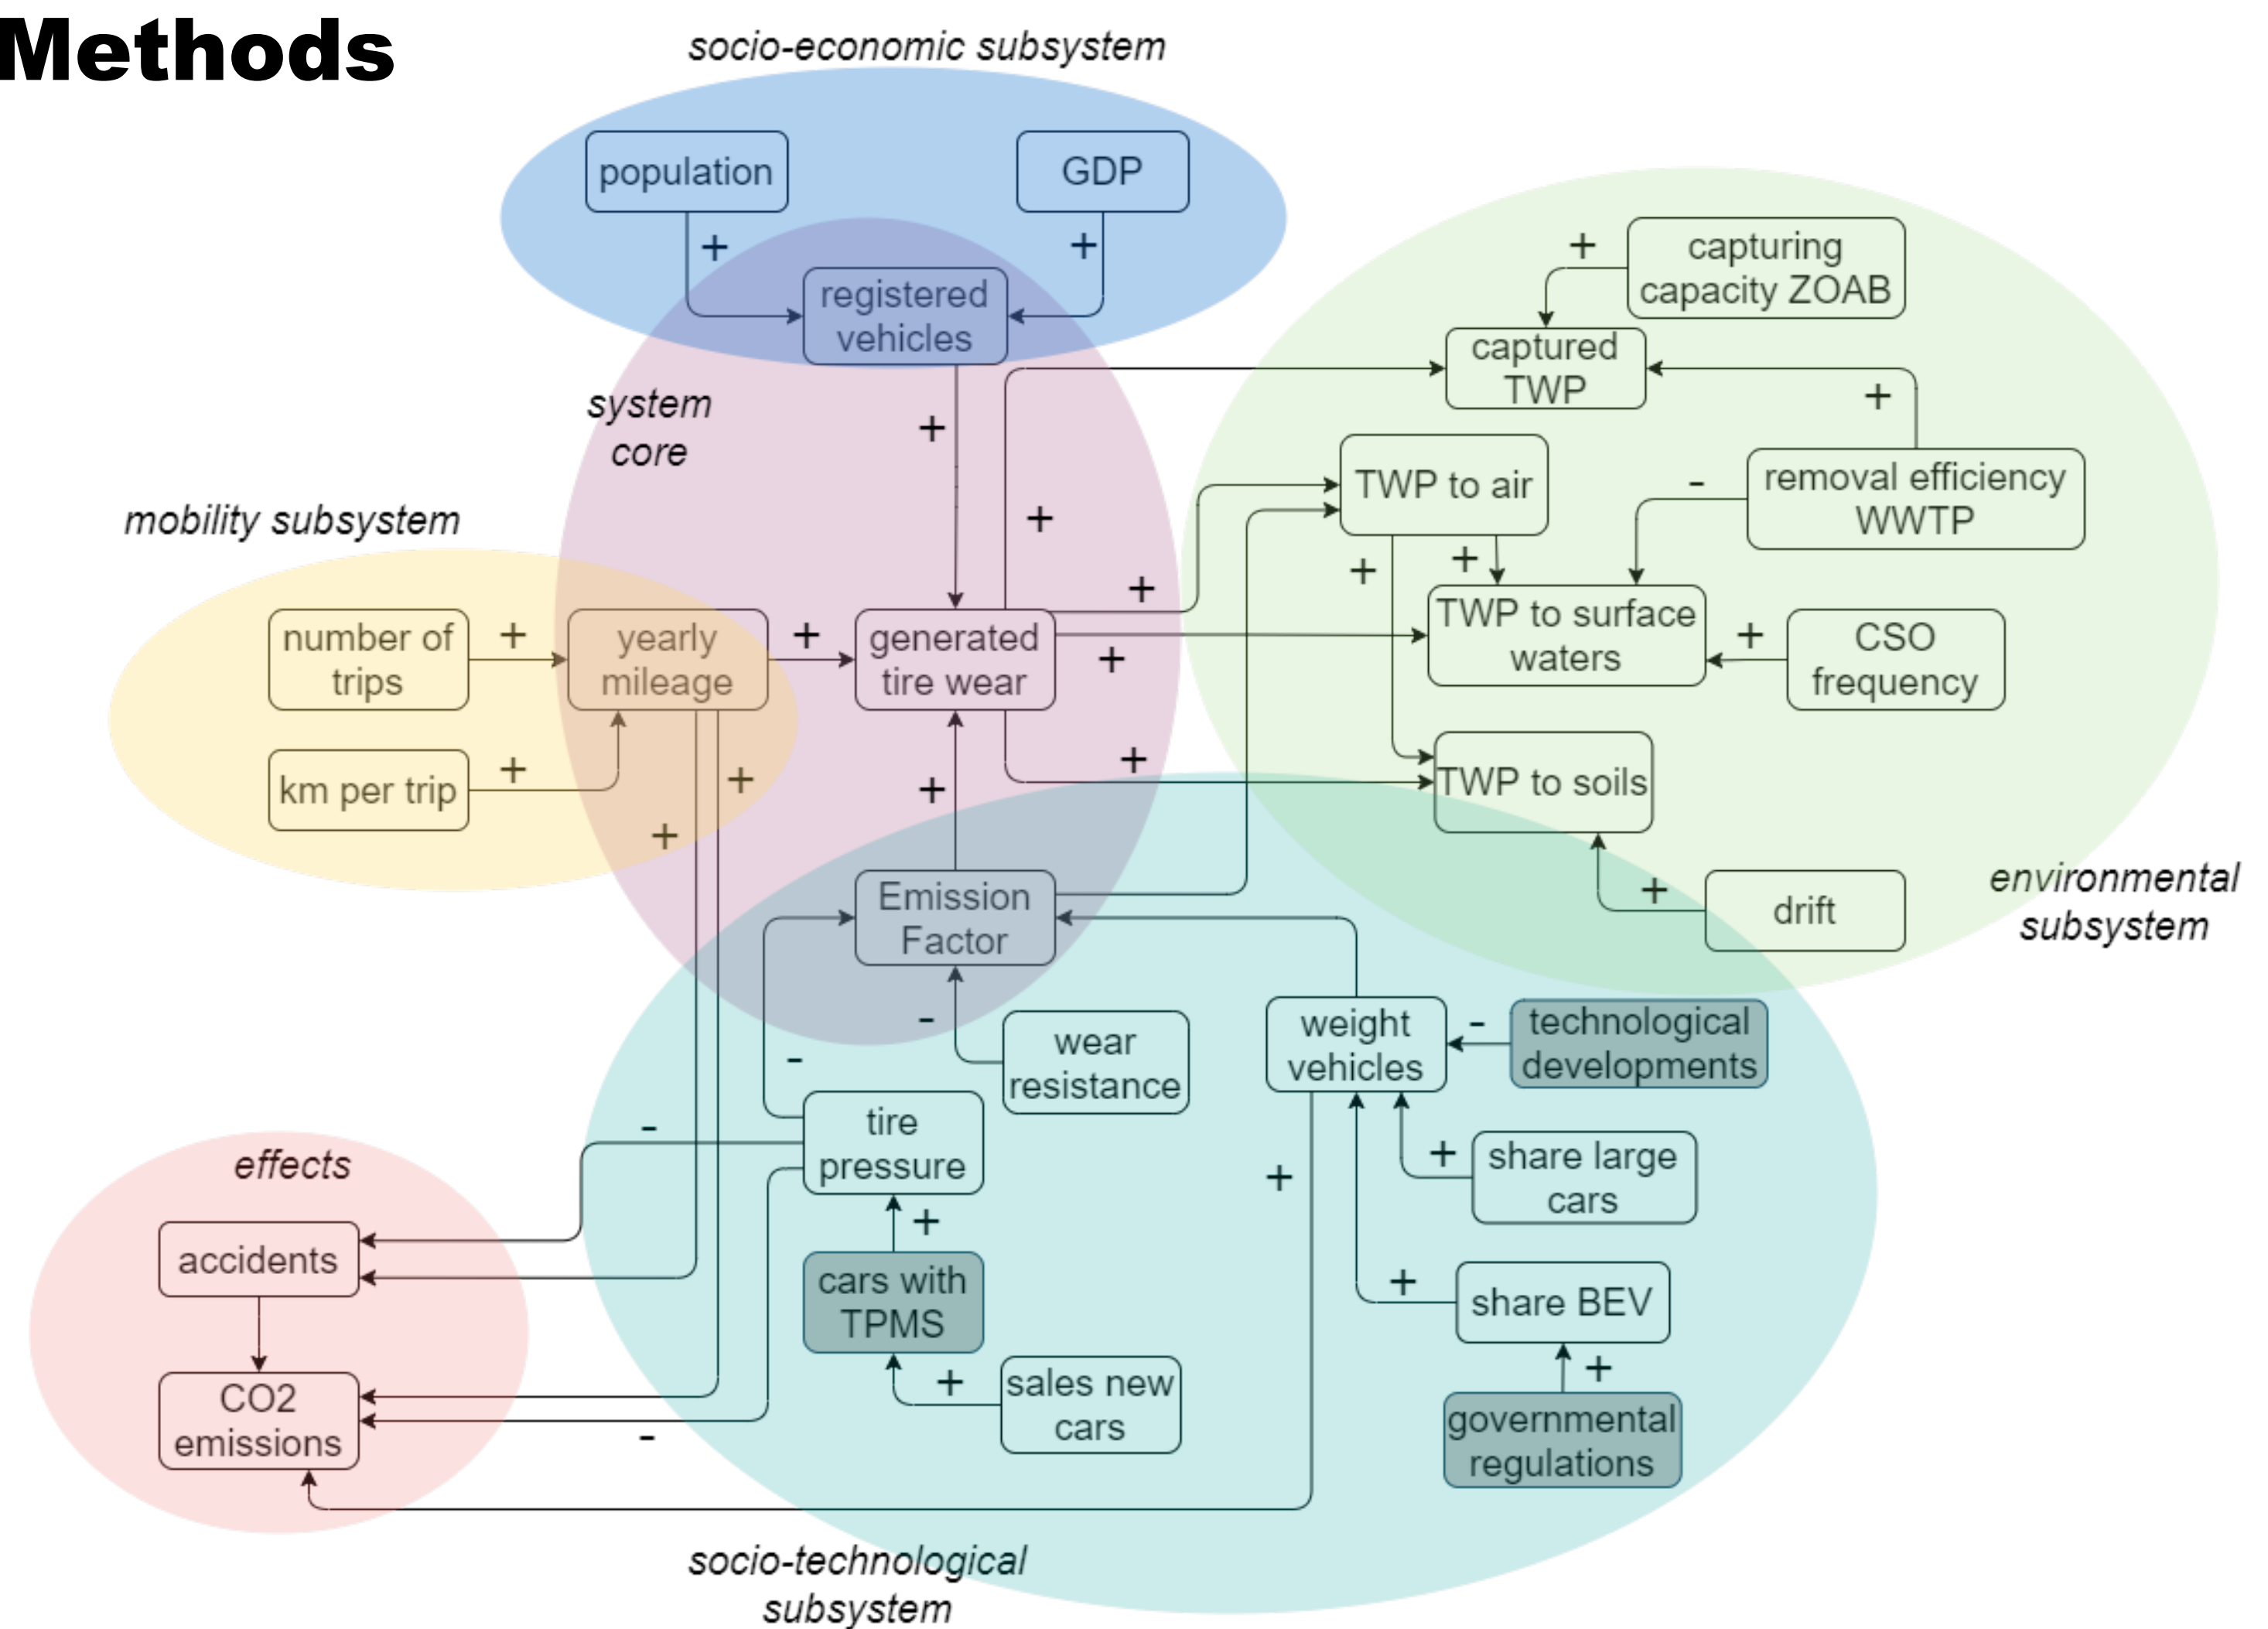 Methods
socio-economic subsystem
population
GDP
+
+
registered
vehicles
capturing
capacity ZOAB
+
captured
TWP
+
system
core
+
+
TWP to air
removal efficiency
WWTP
-
mobility subsystem
+
+
+
number of
trips
+
yearly
mileage
+
generated
tire wear
+
TWP to surface
waters
+
CSO
frequency
km per trip
+
+
+
+
+
TWP to soils
Emission
Factor
+
drift
environmental
subsystem
-
wear
resistance
weight
vehicles
-
technological
developments
-
tire
pressure
-
effects
+
+
share large
cars
accidents
+
cars with
TPMS
+
share BEV
CO2
emissions
-
+
sales new
cars
+
governmental
regulations
socio-technological
subsystem